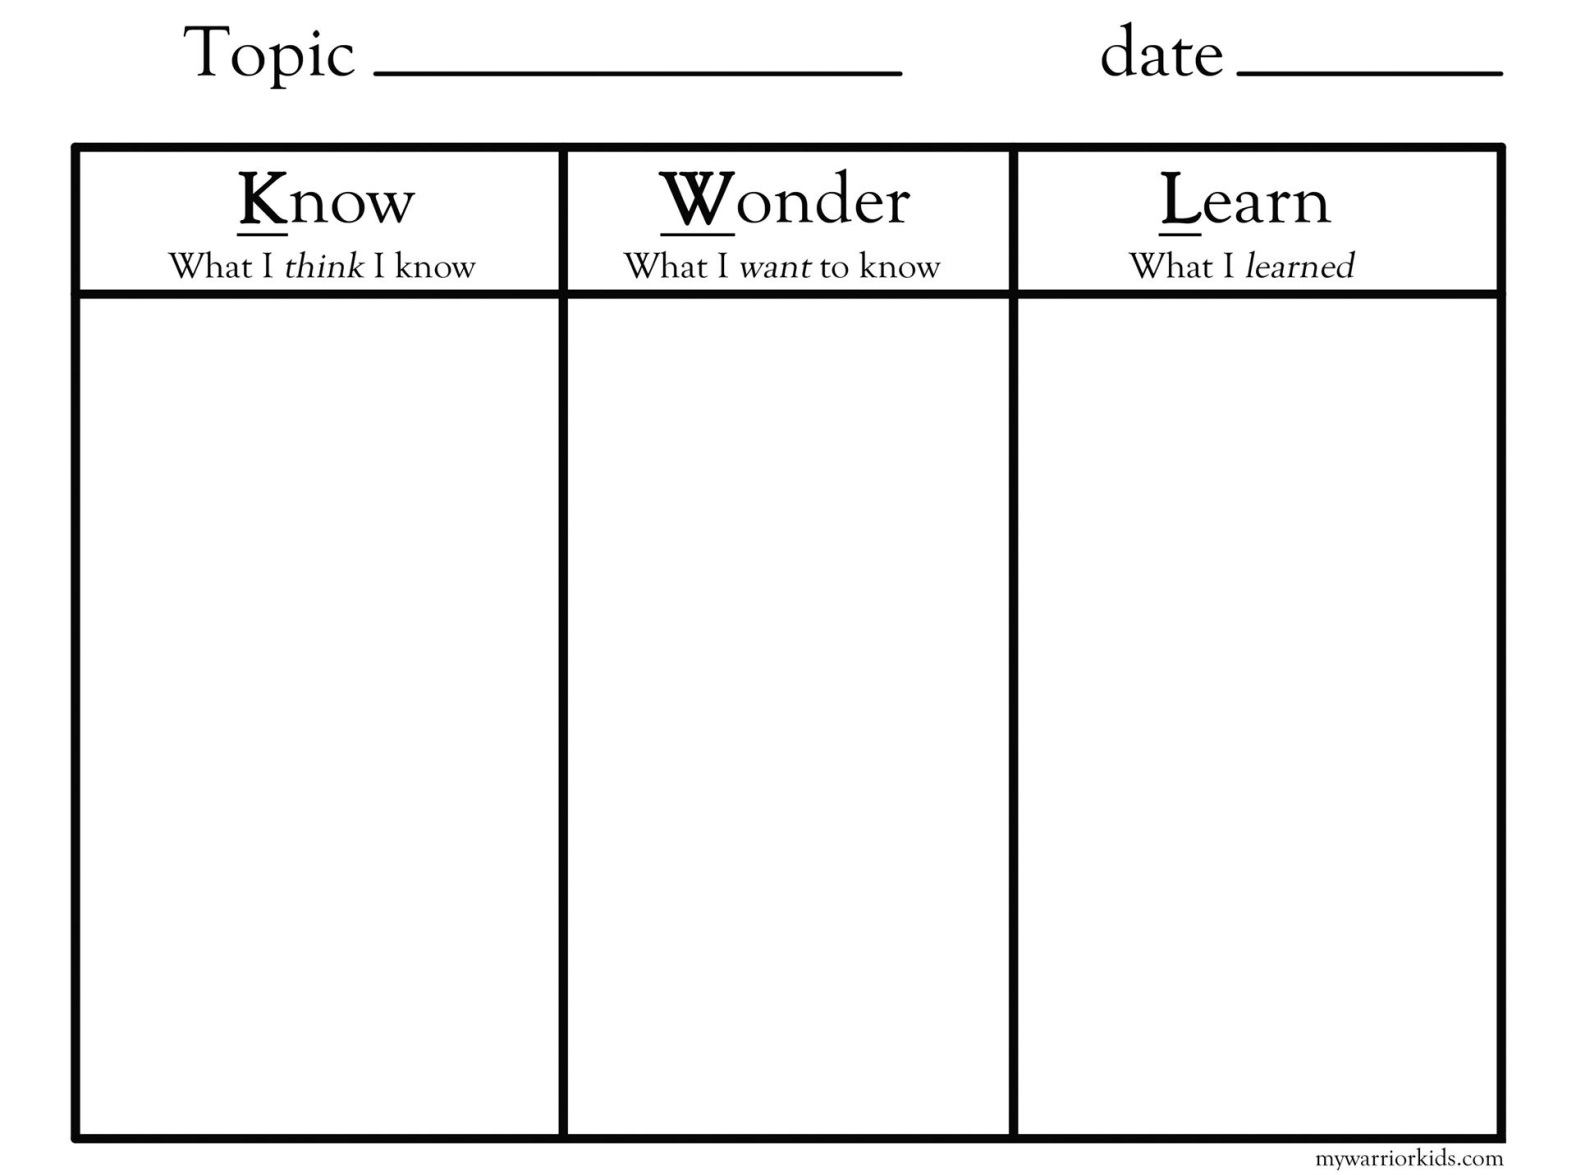 Topic date
Know Wonder Learn
What I think I know What I want to know What I learned
mywarriorkids.com